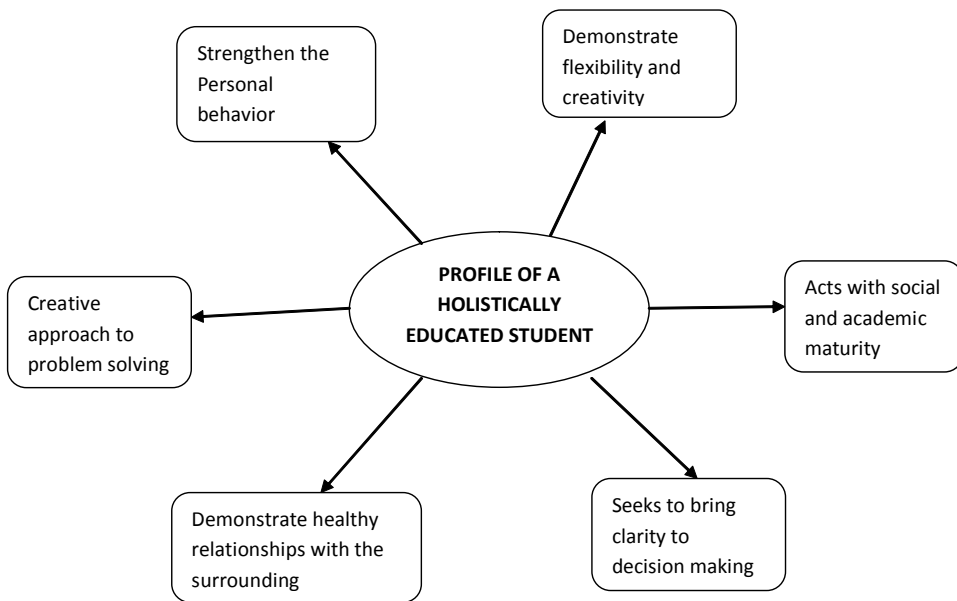 Strengthen the
Personal
behavior
Demonstrate
flexibility and
creativity
PROFILE OF A
HOLISTICALLY
EDUCATED STUDENT
Creative
approach to
problem solving
Acts with social
and academic
maturity
Demonstrate healthy
relationships with the
surrounding
Seeks to bring
clarity to
decision making